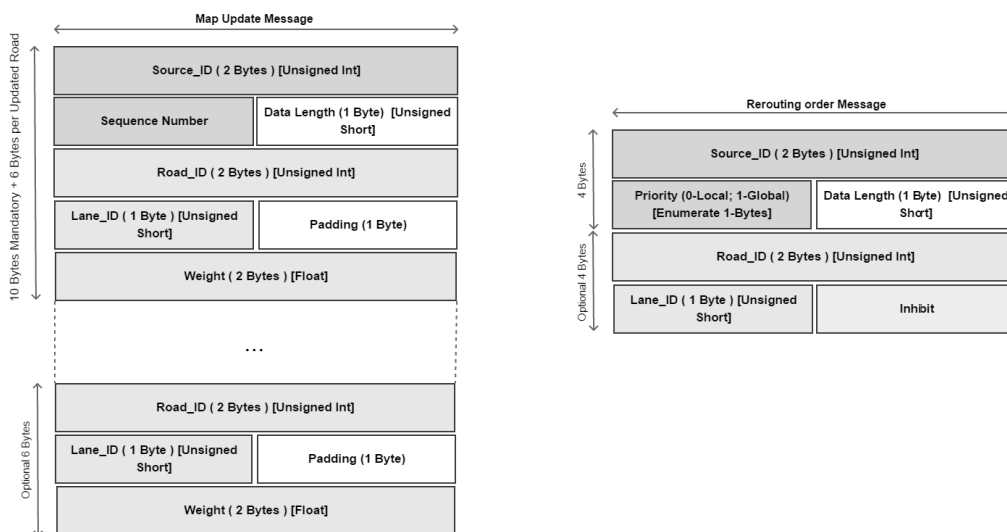 Map Update Message
10 Bytes Mandatory + 6 Bytes per Updated Road
Source_ID ( 2 Bytes ) [Unsigned Int]
Sequence Number
Data Length (1 Byte) [Unsigned
Short]
Road_ID ( 2 Bytes ) [Unsigned Int]
Lane_ID ( 1 Byte ) [Unsigned
Short]
Padding (1 Byte)
Weight ( 2 Bytes ) [Float]
...
Optional 6 Bytes
Road_ID ( 2 Bytes ) [Unsigned Int]
Lane_ID ( 1 Byte ) [Unsigned
Short]
Padding (1 Byte)
Weight ( 2 Bytes ) [Float]
Rerouting order Message
4 Bytes
Source_ID ( 2 Bytes ) [Unsigned Int]
Priority (0-Local; 1-Global)
[Enumerate 1-Bytes]
Data Length (1 Byte) [Unsigned
Short]
Optional 4 Bytes
Road_ID ( 2 Bytes ) [Unsigned Int]
Lane_ID ( 1 Byte ) [Unsigned
Short]
Inhibit